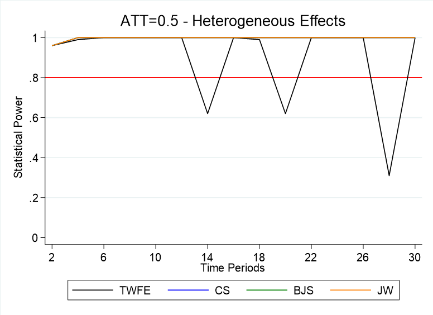 ATT=0.5 - Heterogeneous Effects
Statistical Power
1
.8
.6
.4
.2
0
2 6 10 14 18 22 26 30
Time Periods
TWFE CS BJS JW